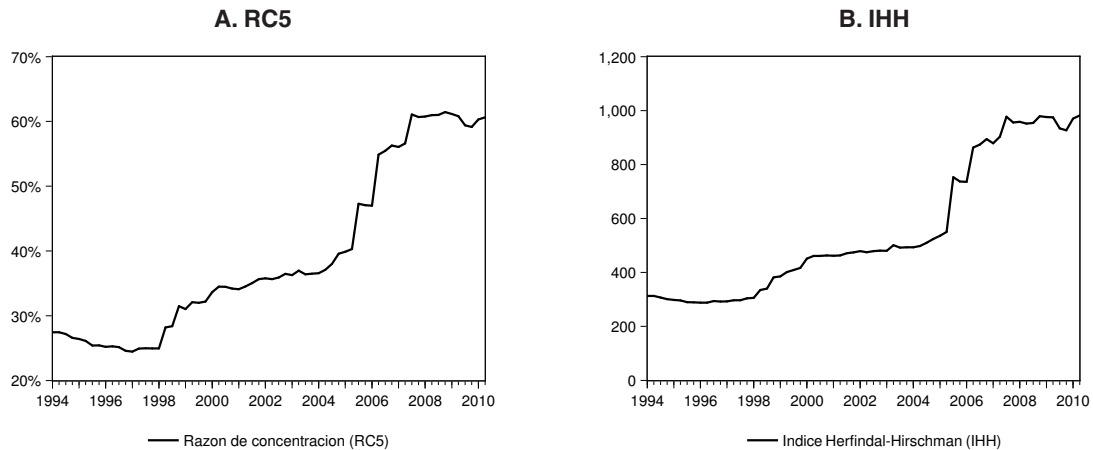 A. RC5
70%
60%
50%
40%
30%
20%
1994 1996 1998 2000 2002 2004 2006 2008 2010
Razon de concentracion (RC5)
B. IHH
1,200
1,000
800
600
400
200
0
1994 1996 1998 2000 2002 2004 2006 2008 2010
Indice Herfindal-Hirschman (IHH)